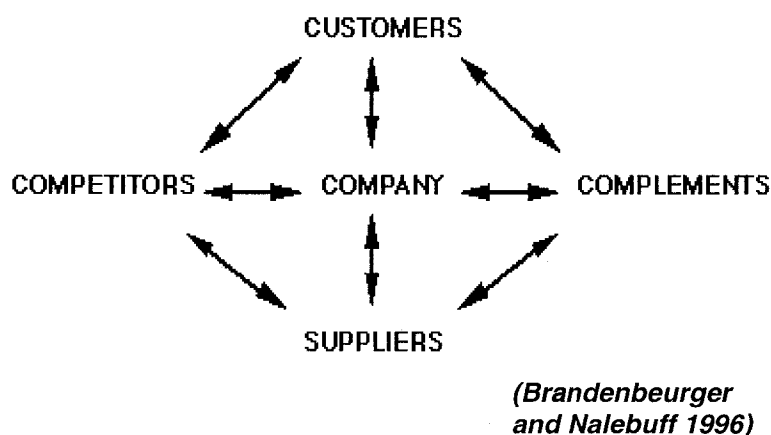 CUSTOMERS
COMPETITORS COMPANY COMPLEMENTS
SUPPLIERS
(Brandenbeurger
and Nalebuff 1996)